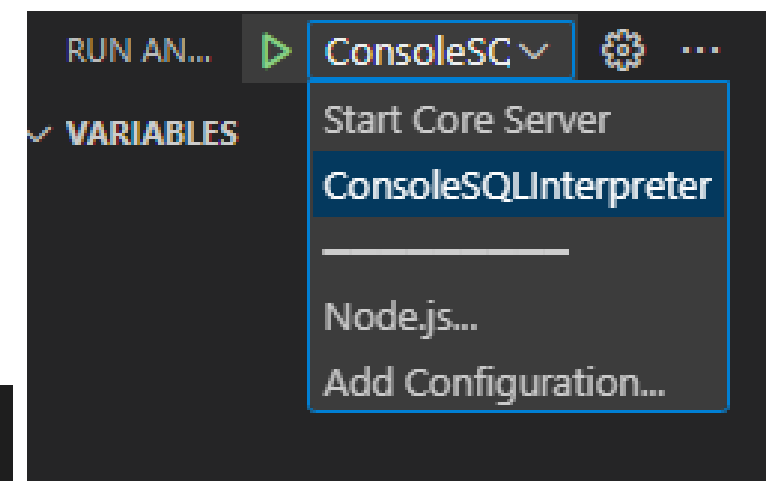 RUN AN... ConsoleSC
VARIABLES
Start Core Server
ConsoleSQLInterpreter
Node.js...
Add Configuration...